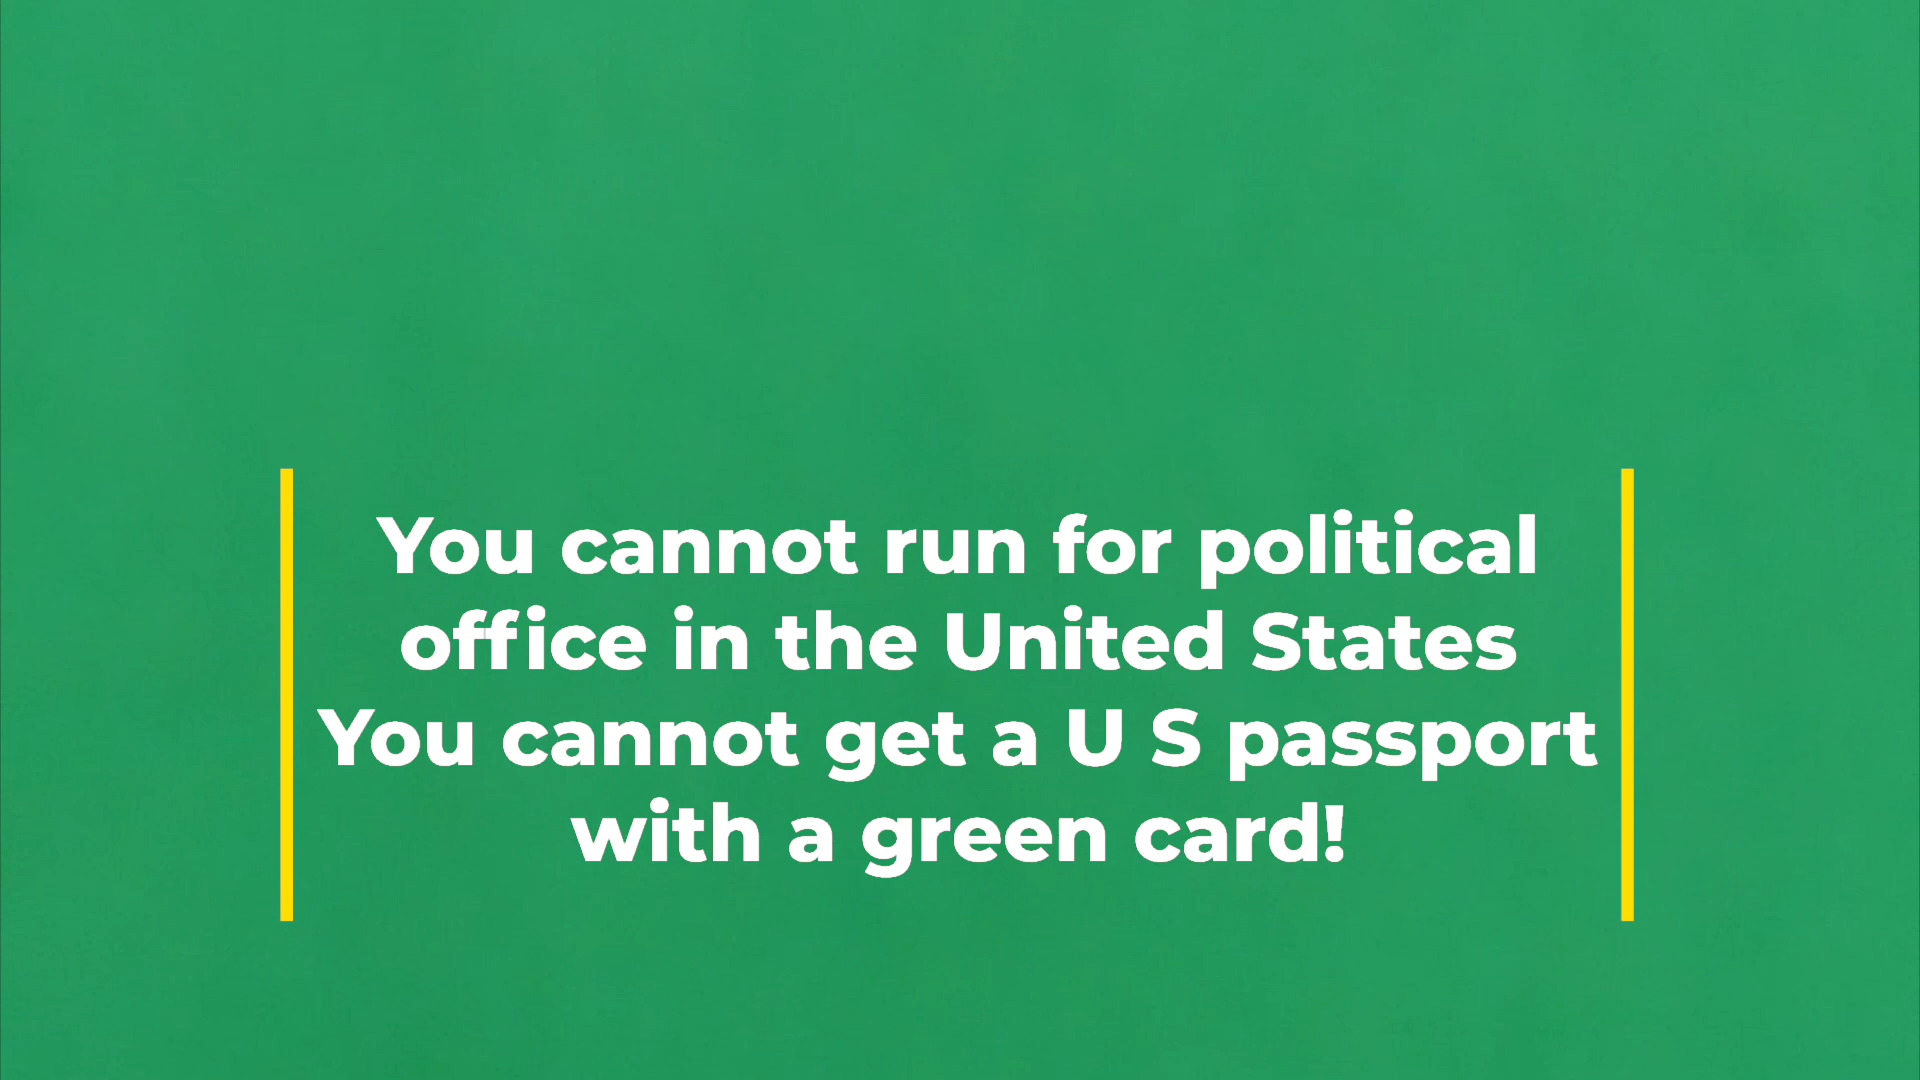 You cannot run for political
office in the United States
You cannot get a U S passport
with a green card!